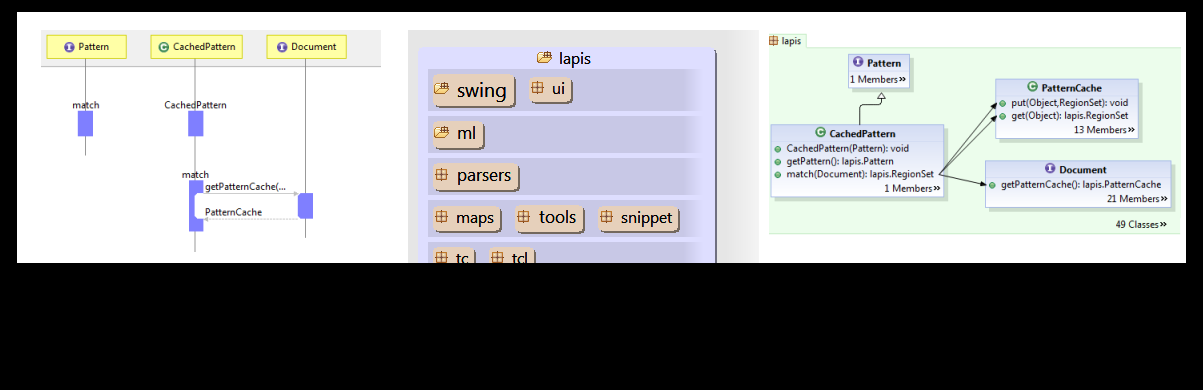 Pattern
CachedPattern
Document
match
CachedPattern
match
getPatternCache(...
PatternCache
lapis
swing
ui
ml
parsers
maps
tools
snippet
tc
tcl
lapis
Pattern
1 Members»
CachedPattern
CachedPattern(Pattern): void
getPattern(): lapis.Pattern
match(Document): lapis.RegionSet
1 Members»
PatternCache
put(Object,RegionSet): void
get(Object): lapis.RegionSet
13 Members»
Document
getPatternCache(): lapis.PatternCache
21 Members»
49 Classes»